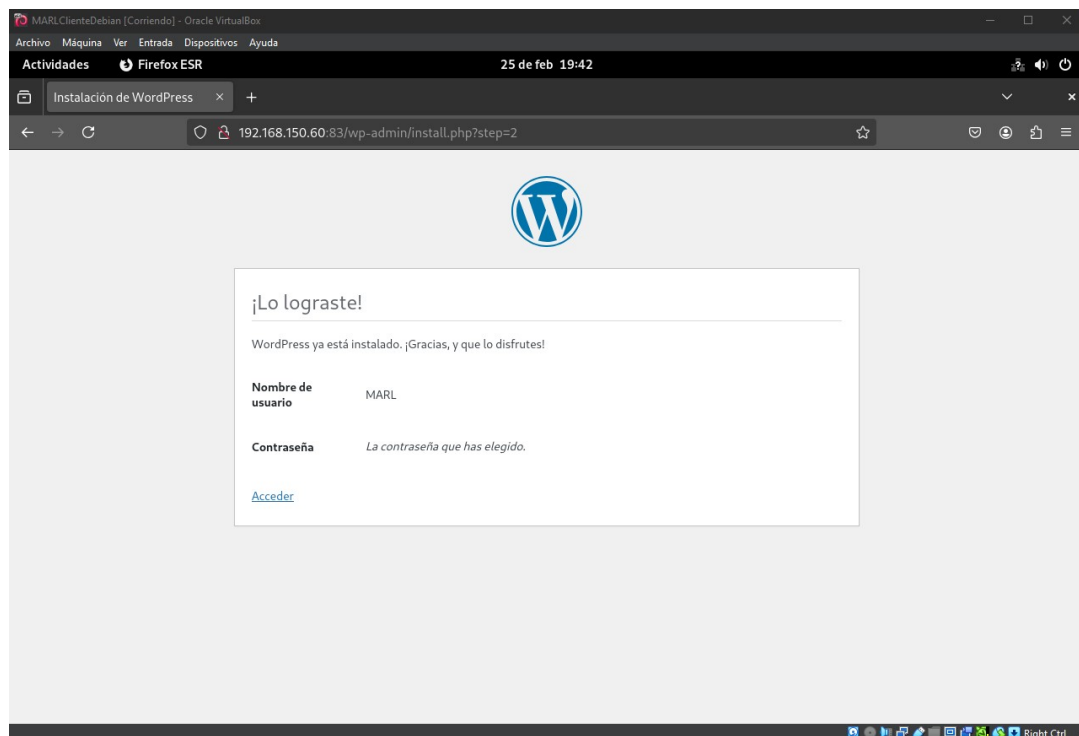 MARLClienteDebian [Corriendo] - Oracle VirtualBox
Archivo Máquina Ver Entrada Dispositivos Ayuda
Actividades Firefox ESR 25 de feb 19:42
Instalación de WordPress
192.168.150.60:83/wp-admin/install.php?step=2
¡Lo lograste!
WordPress ya está instalado. ¡Gracias, y que lo disfrutes!
Nombre de
usuario
MARL
Contraseña La contraseña que has elegido.
Acceder
Right Ctrl